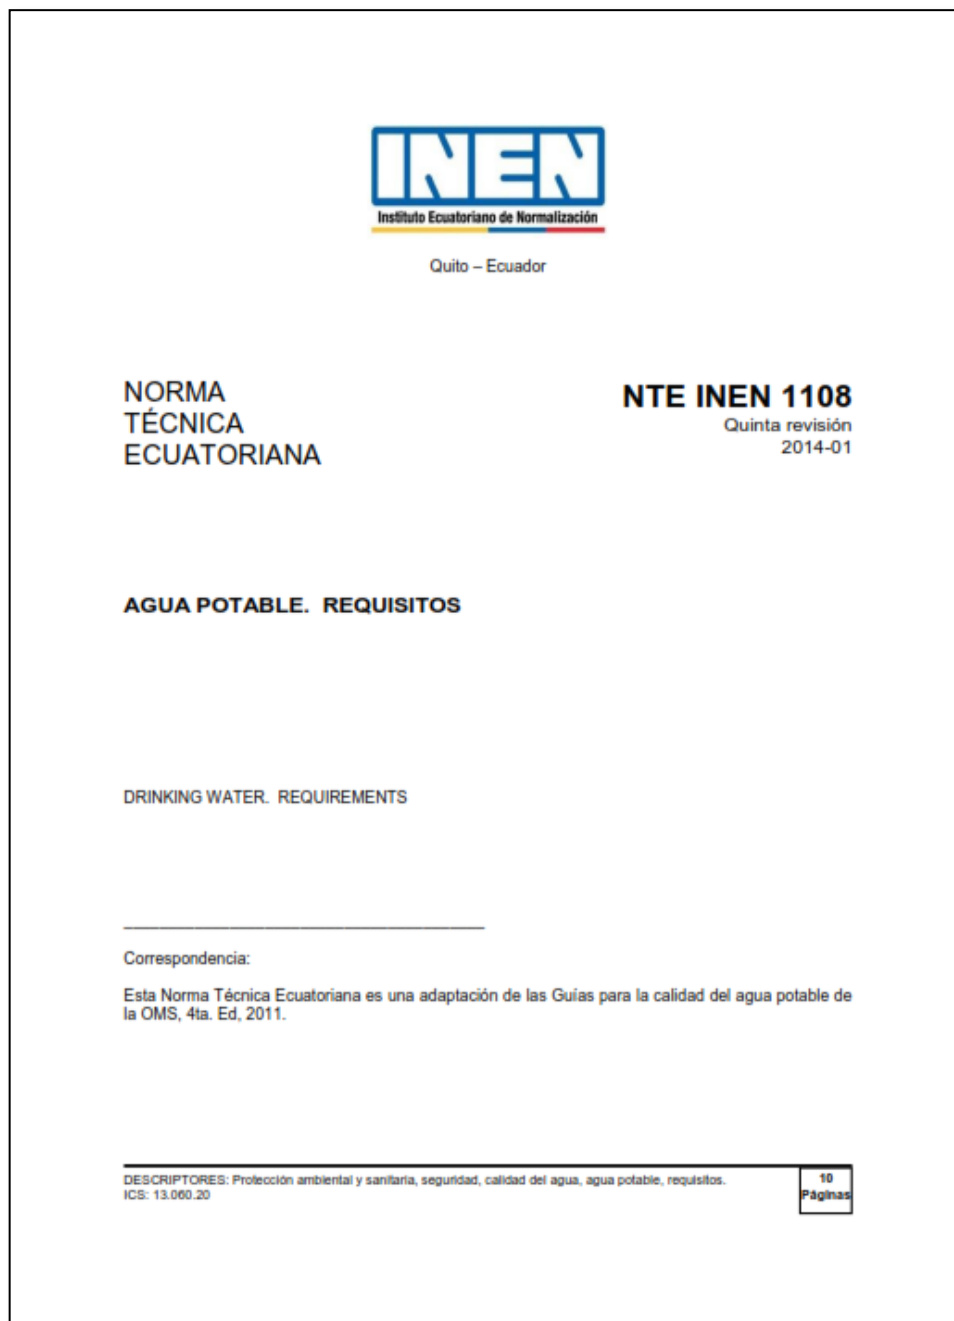 INEN
Instituto Ecuatoriano de Normalización
Quito – Ecuador
NORMA
TÉCNICA
ECUATORIANA
NTE INEN 1108
Quinta revisión
2014-01
AGUA POTABLE.  REQUISITOS
DRINKING WATER.  REQUIREMENTS
Correspondencia:
Esta Norma Técnica Ecuatoriana es una adaptación de las Guías para la calidad del agua potable de
la OMS, 4ta. Ed, 2011.
DESCRIPTORES: Protección ambiental y sanitaria, seguridad, calidad del agua, agua potable, requisitos.
ICS: 13.060.20
10
Páginas